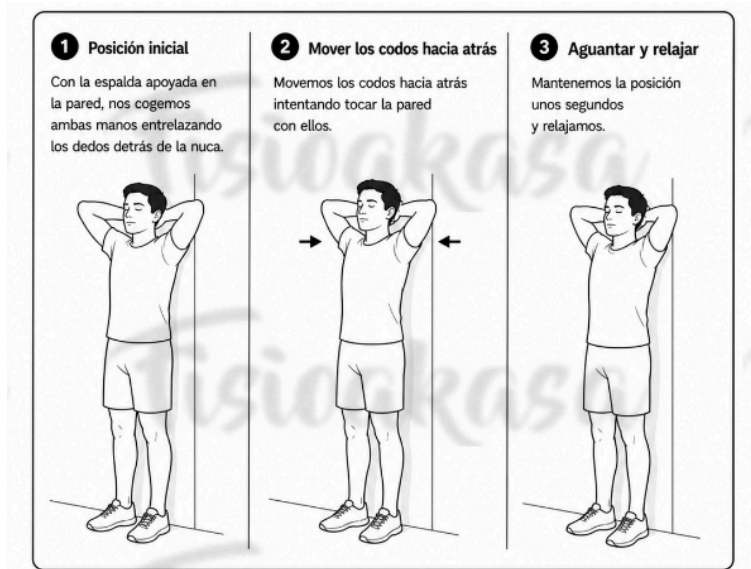 1 Posición inicial
Con la espalda apoyada en
la pared, nos cogemos
ambas manos entrelazando
los dedos detrás de la nuca.
2 Mover los codos hacia atrás
Movemos los codos hacia atrás
intentando tocar la pared
con ellos.
3 Aguantar y relajar
Mantenemos la posición
unos segundos
y relajamos.
Fisioakasa
Fisioakasa